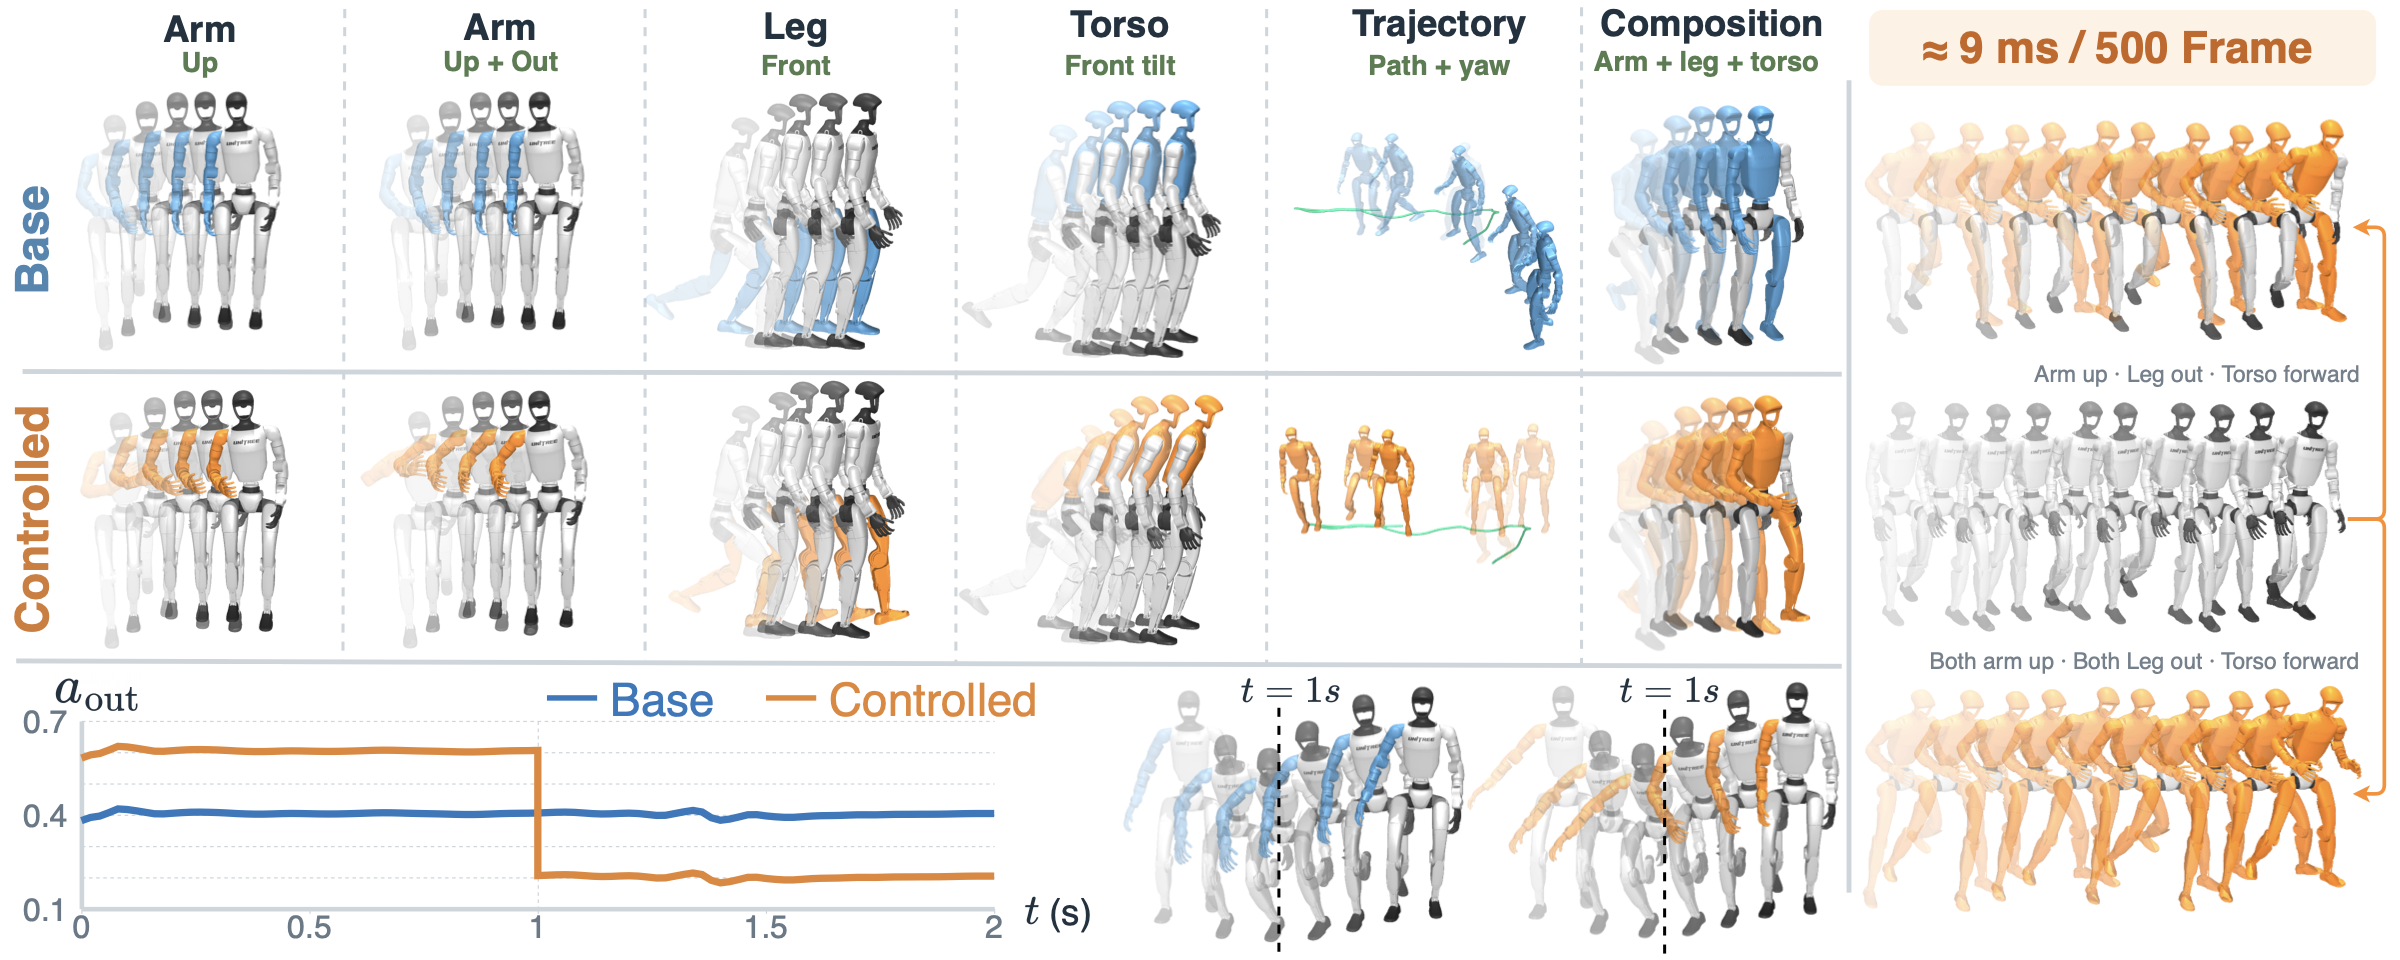 Arm
Up
Arm
Up + Out
Leg
Front
Torso
Front tilt
Trajectory
Path + yaw
Composition
Arm + leg + torso
≈ 9 ms / 500 Frame
Base
Controlled
Arm up · Leg out · Torso forward
Both arm up · Both Leg out · Torso forward
a_out
Base
Controlled
0.7
0.4
0.1
0
0.5
1
1.5
2
t (s)
t = 1s
t = 1s